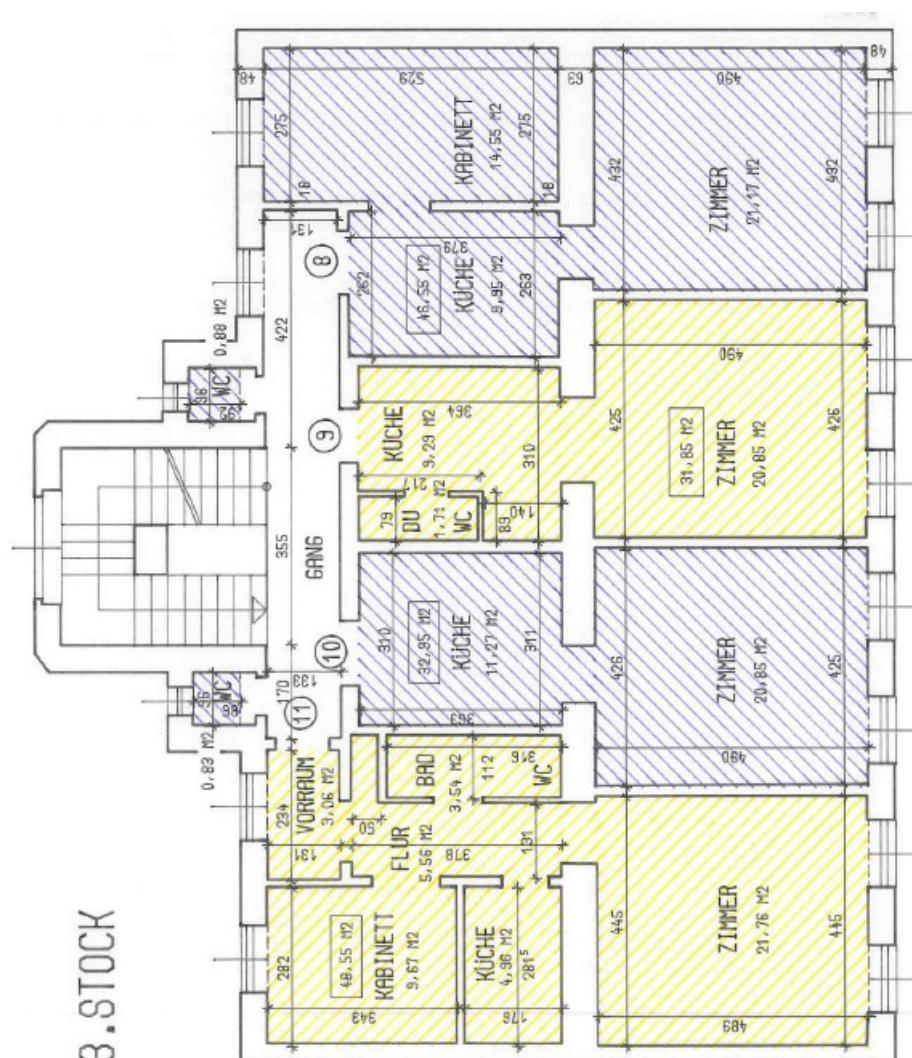 3.STOCK
48
529
63
490
48
275
KABINETT
14,55 M2
275
18
18
432
ZIMMER
21,17 M2
432
131
8
379
262
46,55 M2
KÜCHE
9,95 M2
263
422
0,88 M2
WC
96
92
9
364
KÜCHE
9,29 M2
310
217
79
DU
WC
1,71 M2
89
140
490
425
31,85 M2
ZIMMER
20,85 M2
426
355
GANG
10
310
32,95 M2
KÜCHE
11,27 M2
311
363
426
ZIMMER
20,85 M2
425
490
133
170
WC
96
86
0,83 M2
11
316
BAD
3,54 M2
112
WC
234
VORRAUM
3,06 M2
131
50
FLUR
5,56 M2
378
131
282
48,55 M2
KABINETT
9,67 M2
343
KÜCHE
4,96 M2
281⁵
176
445
ZIMMER
21,76 M2
445
489